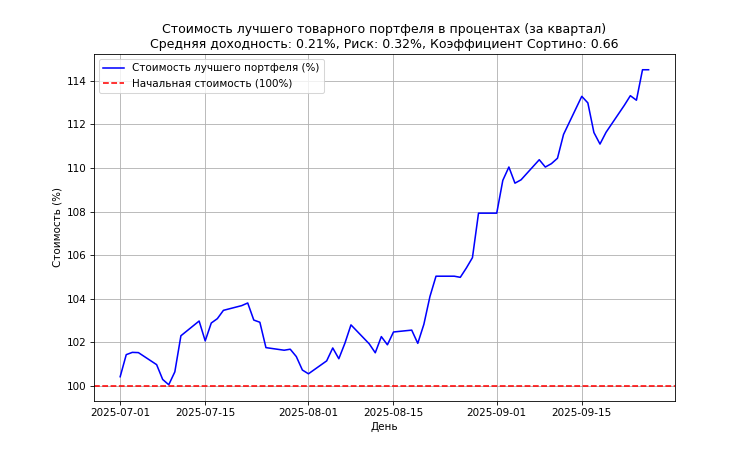 Стоимость лучшего товарного портфеля в процентах (за квартал)
Средняя доходность: 0.21%, Риск: 0.32%, Коэффициент Сортино: 0.66
Стоимость лучшего портфеля (%)
Начальная стоимость (100%)
Стоимость (%)
114
112
110
108
106
104
102
100
2025-07-01
2025-07-15
2025-08-01
2025-08-15
2025-09-01
2025-09-15
День